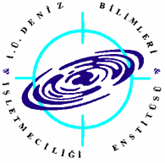 İ.Ü. DENİZ BİLİMLERİ
& İŞLETMECİLİĞİ ENSTİTÜSÜ &